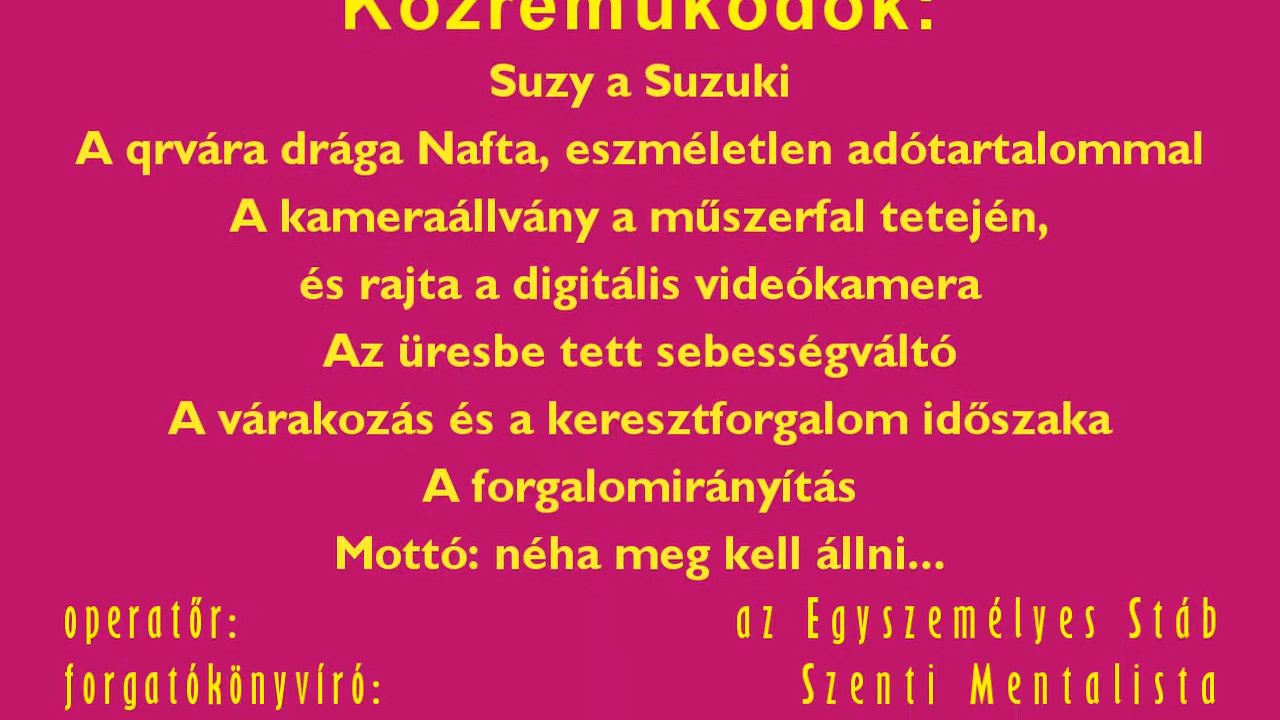 Közreműködők:
Suzy a Suzuki
A qrvára drága Nafta, eszméletlen adótartalommal
A kameraállvány a műszerfal tetején,
és rajta a digitális videókamera
Az üresbe tett sebességváltó
A várakozás és a keresztforgalom időszaka
A forgalomirányítás
Mottó: néha meg kell állni...
operatőr: az Egyszemélyes Stáb
forgatókönyvíró: Szenti Mentalista